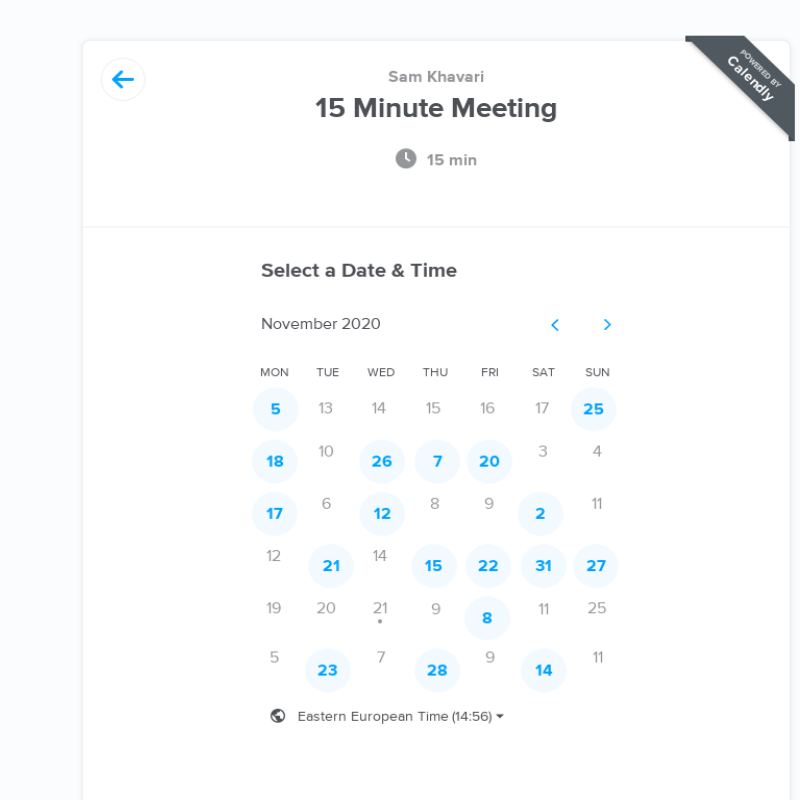 POWERED BY
Calendly
Sam Khavari
15 Minute Meeting
15 min
Select a Date & Time
November 2020
MON TUE WED THU FRI SAT SUN
5 13 14 15 16 17 25
18 10 26 7 20 3 4
17 6 12 8 9 2 11
12 21 14 15 22 31 27
19 20 21 9 8 11 25
5 23 7 28 9 14 11
Eastern European Time (14:56)